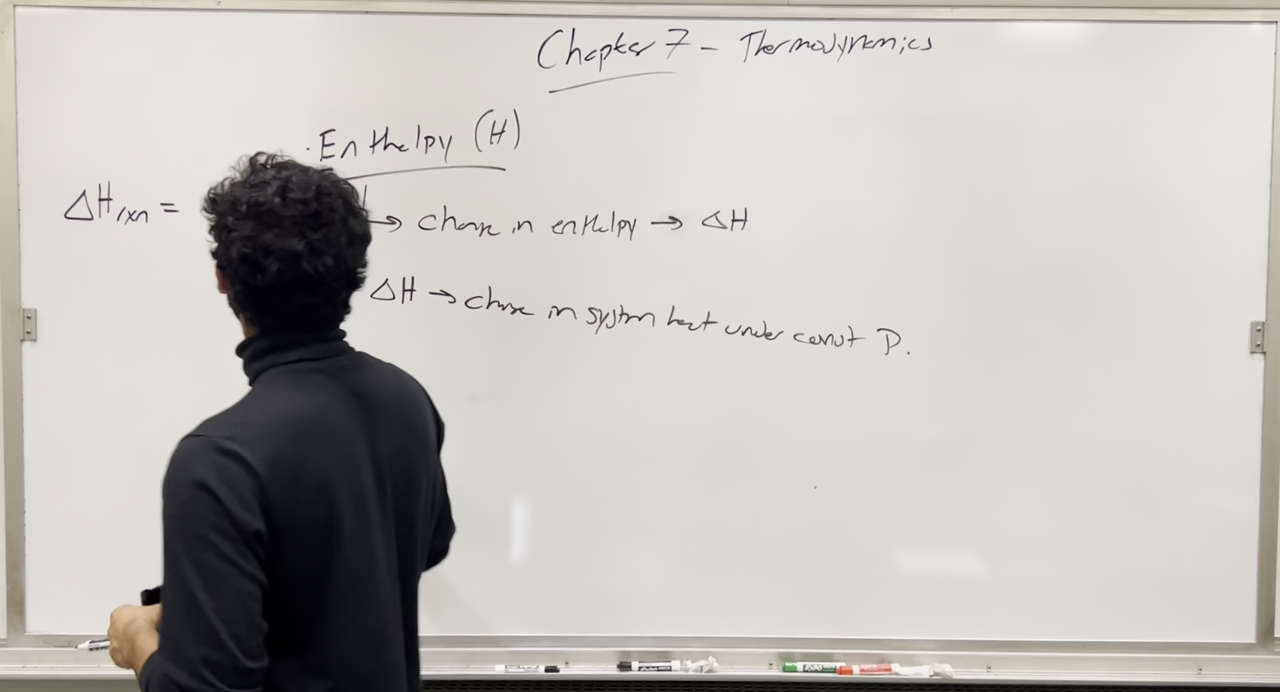 Chapter 7 - Thermodynamics
· Enthalpy (H)
ΔHrxn =
→ change in enthalpy → ΔH
ΔH → change in system heat under const P.